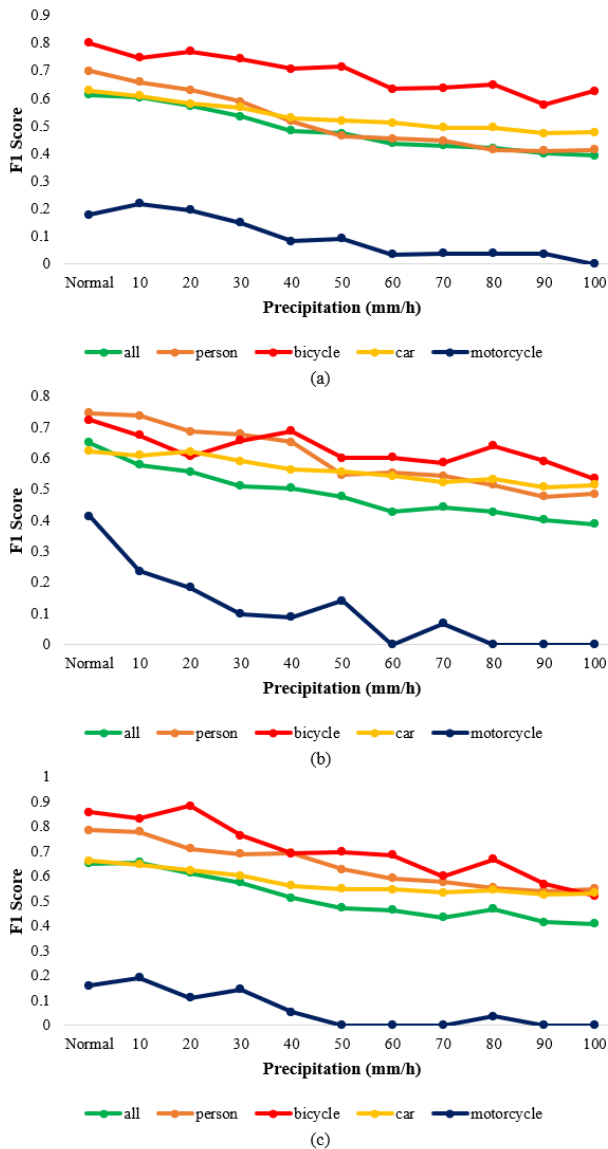 0.9
0.8
0.7
0.6
0.5
0.4
0.3
0.2
0.1
0
F1 Score
Normal 10 20 30 40 50 60 70 80 90 100
Precipitation (mm/h)
all person bicycle car motorcycle
(a)
0.8
0.7
0.6
0.5
0.4
0.3
0.2
0.1
0
F1 Score
Normal 10 20 30 40 50 60 70 80 90 100
Precipitation (mm/h)
all person bicycle car motorcycle
(b)
1
0.9
0.8
0.7
0.6
0.5
0.4
0.3
0.2
0.1
0
F1 Score
Normal 10 20 30 40 50 60 70 80 90 100
Precipitation (mm/h)
all person bicycle car motorcycle
(c)